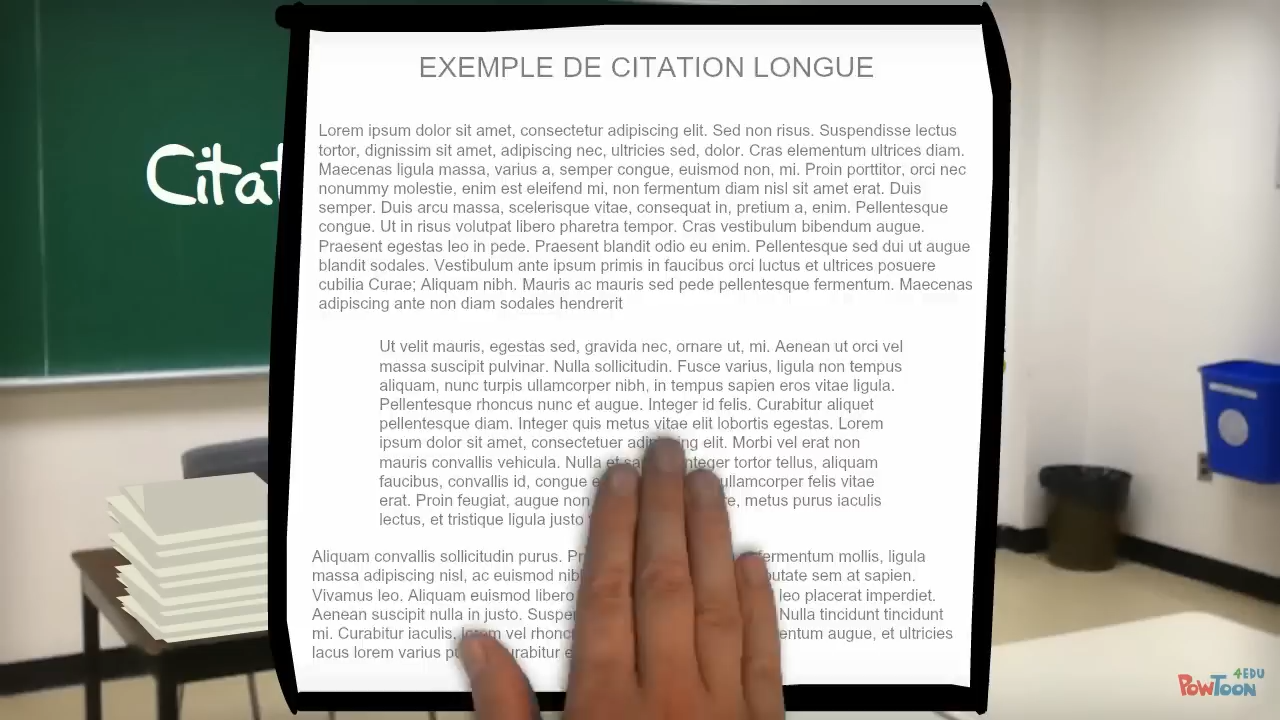 Citat
EXEMPLE DE CITATION LONGUE
Lorem ipsum dolor sit amet, consectetur adipiscing elit. Sed non risus. Suspendisse lectus
tortor, dignissim sit amet, adipiscing nec, ultricies sed, dolor. Cras elementum ultrices diam.
Maecenas ligula massa, varius a, semper congue, euismod non, mi. Proin porttitor, orci nec
nonummy molestie, enim est eleifend mi, non fermentum diam nisl sit amet erat. Duis
semper. Duis arcu massa, scelerisque vitae, consequat in, pretium a, enim. Pellentesque
congue. Ut in risus volutpat libero pharetra tempor. Cras vestibulum bibendum augue.
Praesent egestas leo in pede. Praesent blandit odio eu enim. Pellentesque sed dui ut augue
blandit sodales. Vestibulum ante ipsum primis in faucibus orci luctus et ultrices posuere
cubilia Curae; Aliquam nibh. Mauris ac mauris sed pede pellentesque fermentum. Maecenas
adipiscing ante non diam sodales hendrerit
Ut velit mauris, egestas sed, gravida nec, ornare ut, mi. Aenean ut orci vel
massa suscipit pulvinar. Nulla sollicitudin. Fusce varius, ligula non tempus
aliquam, nunc turpis ullamcorper nibh, in tempus sapien eros vitae ligula.
Pellentesque rhoncus nunc et augue. Integer id felis. Curabitur aliquet
pellentesque diam. Integer quis metus vitae elit lobortis egestas. Lorem
ipsum dolor sit amet, consectetuer adipiscing elit. Morbi vel erat non
mauris convallis vehicula. Nulla et Integer tortor tellus, aliquam
faucibus, convallis id, congue ullamcorper felis vitae
erat. Proin feugiat, augue non metus purus iaculis
lectus, et tristique ligula justo
Aliquam convallis sollicitudin purus. fermentum mollis, ligula
massa adipiscing nisl, ac euismod sem at sapien.
Vivamus leo. Aliquam euismod libero leo placerat imperdiet.
Aenean suscipit nulla in justo. Nulla tincidunt tincidunt
mi. Curabitur iaculis, lorem vel augue, et ultricies
lacus lorem varius
POWTOON 4EDU